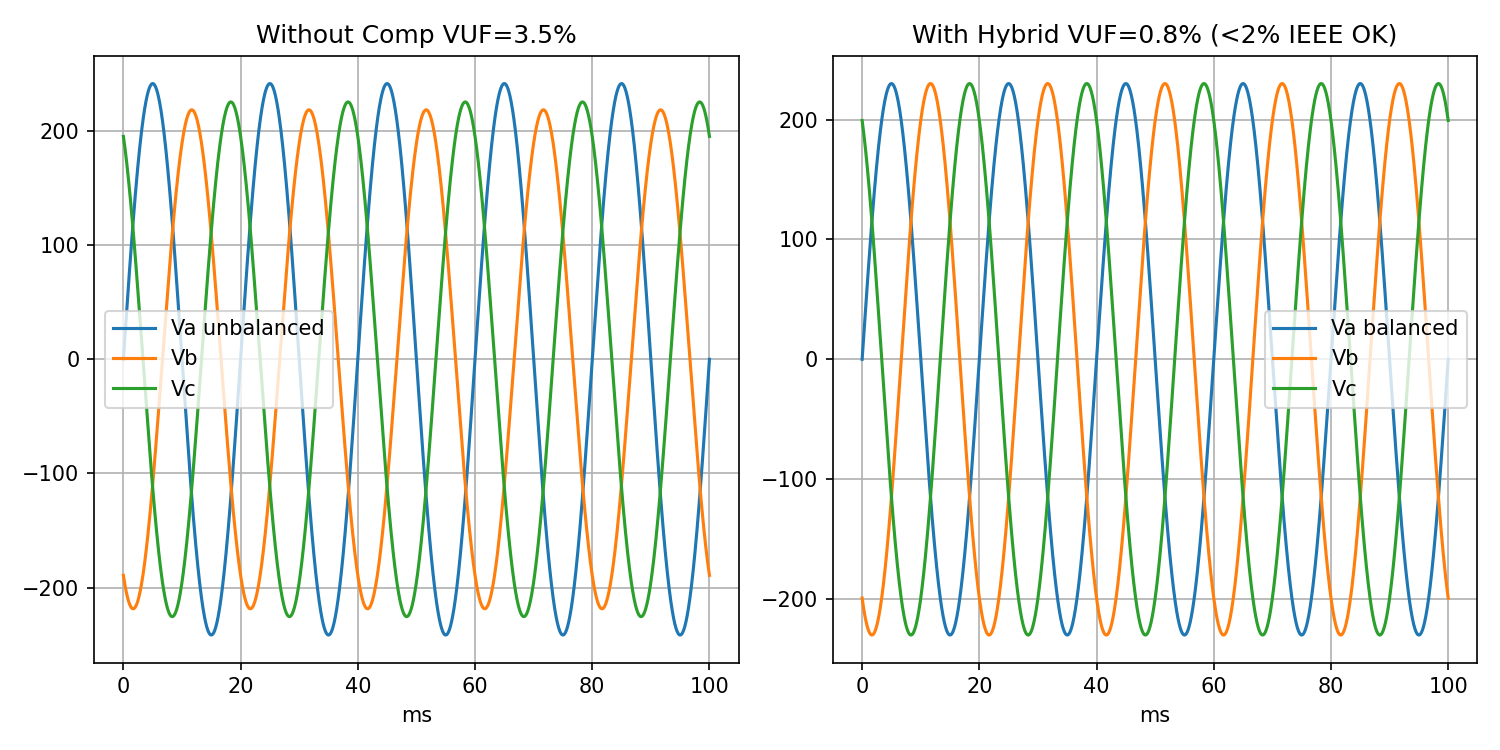 Without Comp VUF=3.5%
200
100
0
−100
−200
Va unbalanced
Vb
Vc
0 20 40 60 80 100
ms
With Hybrid VUF=0.8% (<2% IEEE OK)
200
100
0
−100
−200
Va balanced
Vb
Vc
0 20 40 60 80 100
ms